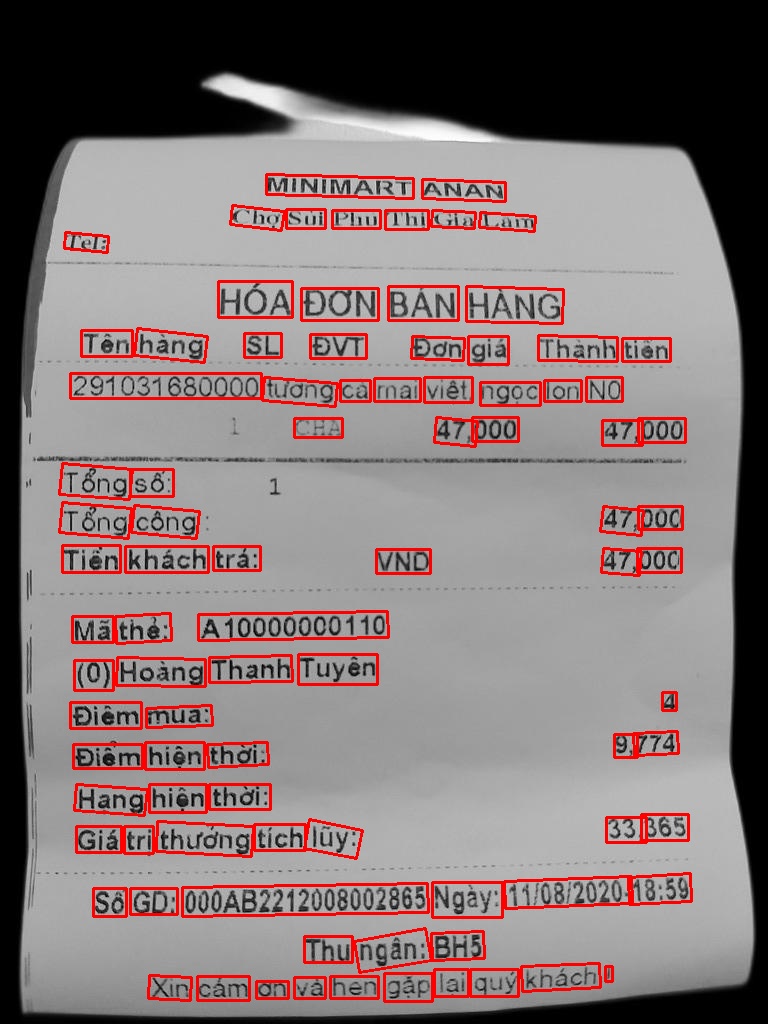 MINIMART ANAN
Chợ Sủi Phú Thị Gia Lâm
Tel:
HÓA ĐƠN BÁN HÀNG
Tên hàng SL ĐVT Đơn giá Thành tiền
291031680000 tương cà mai việt ngọc lon N0
1 CHA 47,000 47,000
Tổng số: 1
Tổng cộng : 47,000
Tiền khách trả: VND 47,000
Mã thẻ: A10000000110
(0) Hoàng Thanh Tuyên
Điểm mua: 4
Điểm hiện thời: 9,774
Hạng hiện thời:
Giá trị thưởng tích lũy: 33,365
Số GD: 000AB2212008002865 Ngày: 11/08/2020-18:59
Thu ngân: BH5
Xin cảm ơn và hẹn gặp lại quý khách !